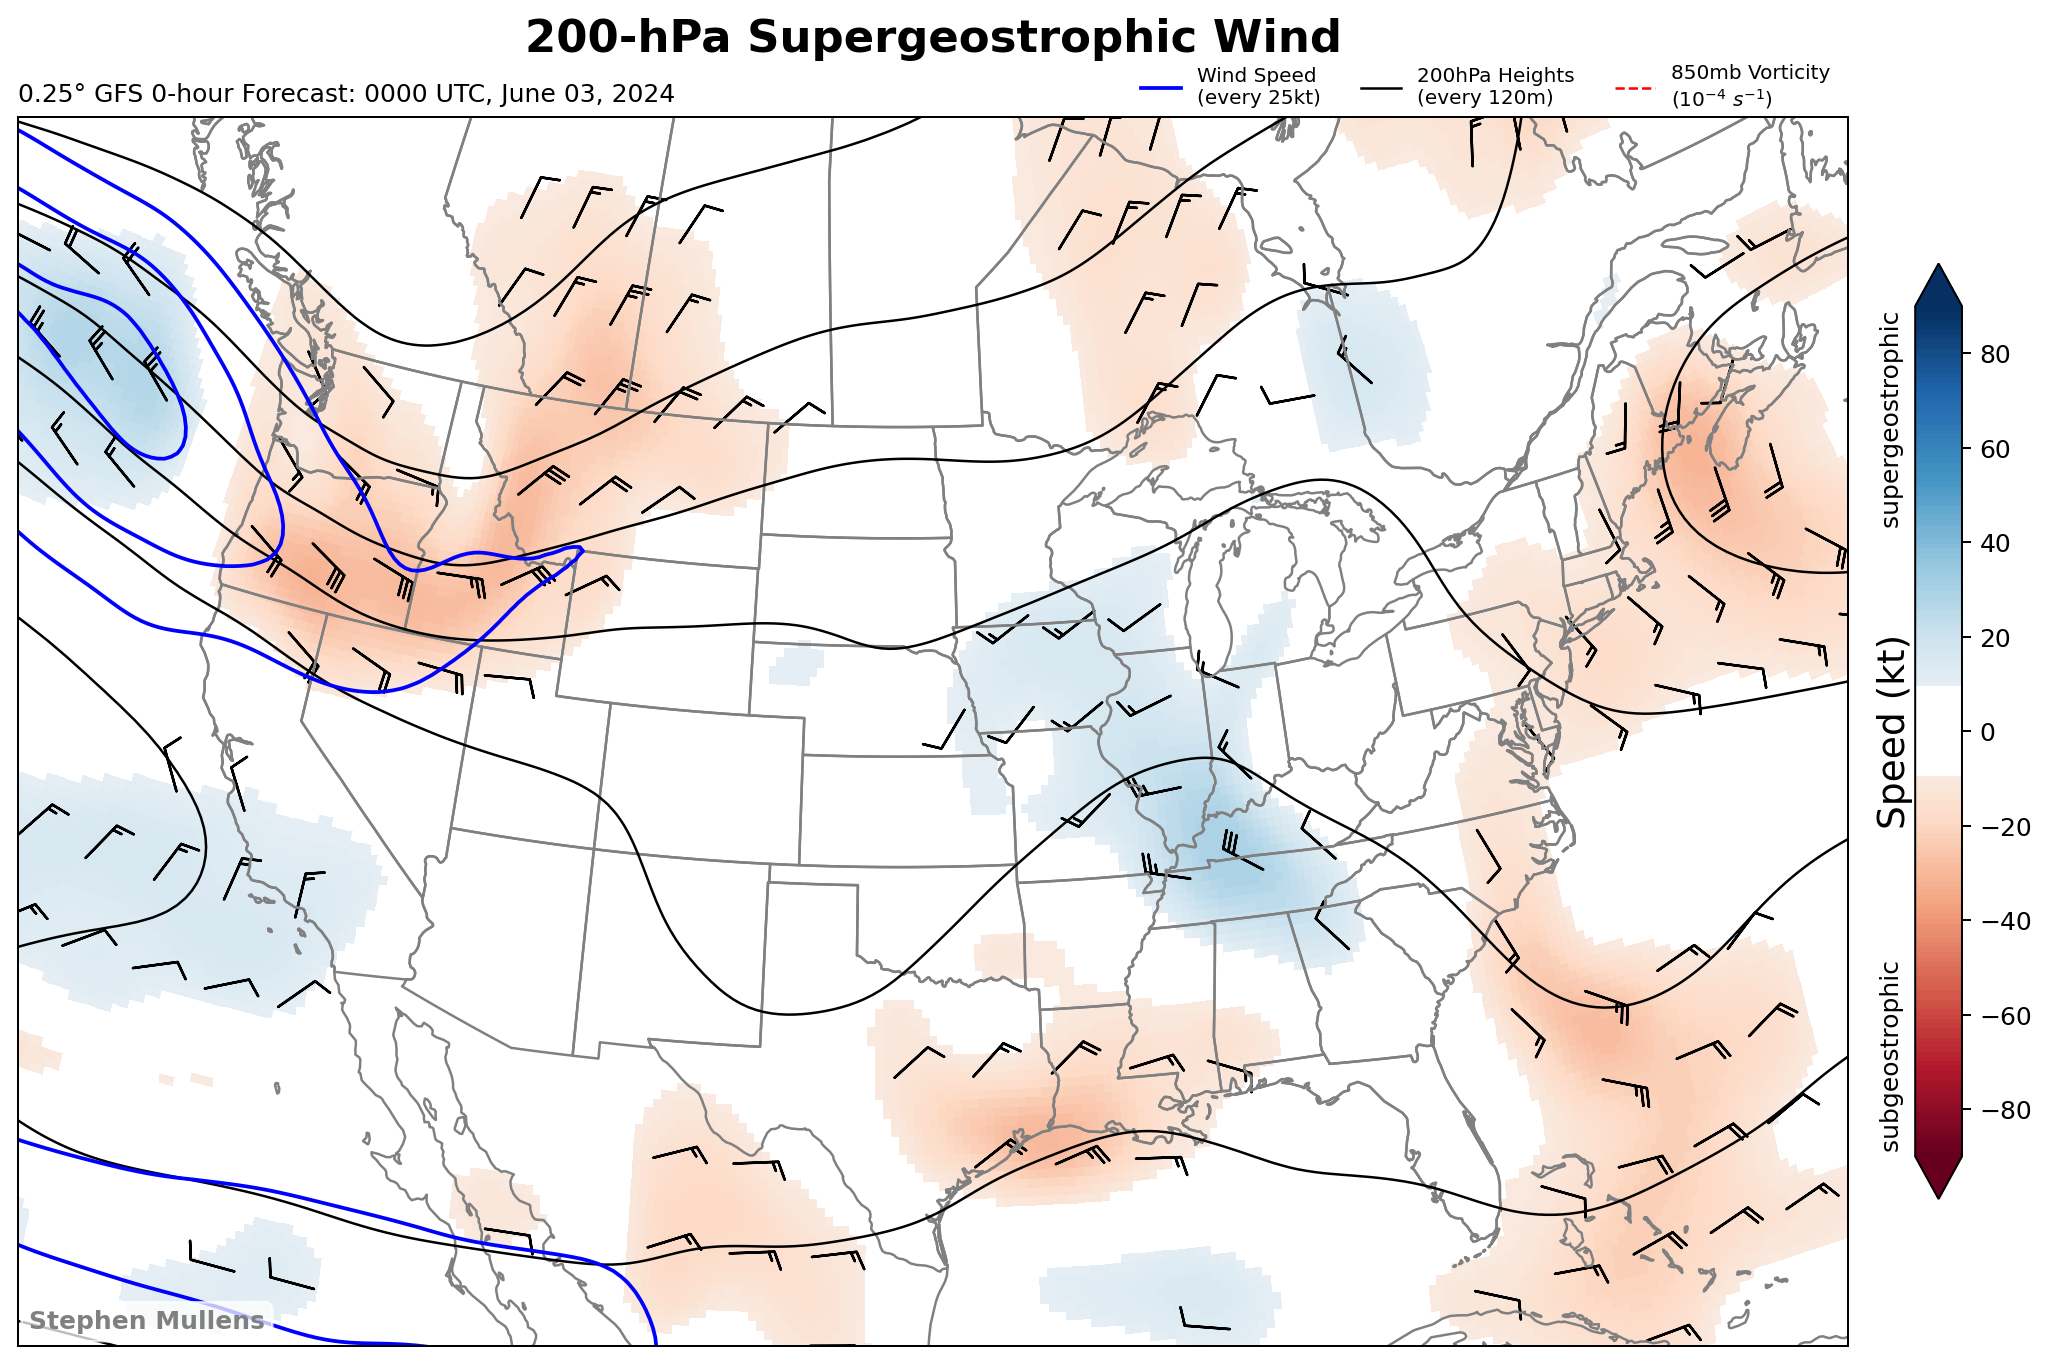 200-hPa Supergeostrophic Wind
0.25° GFS 0-hour Forecast: 0000 UTC, June 03, 2024
Wind Speed
(every 25kt)
200hPa Heights
(every 120m)
850mb Vorticity
(10⁻⁴ s⁻¹)
supergeostrophic
subgeostrophic
Speed (kt)
80
60
40
20
0
−20
−40
−60
−80
Stephen Mullens